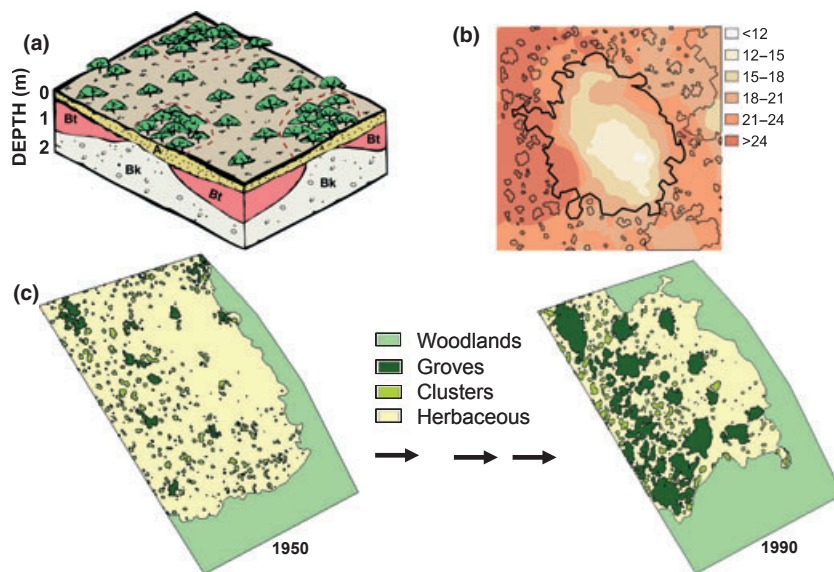 (a)
DEPTH (m)
0
1
2
Bt
A
Bt
Bk
Bt
Bk
(b)
<12
12–15
15–18
18–21
21–24
>24
(c)
Woodlands
Groves
Clusters
Herbaceous
1950
1990